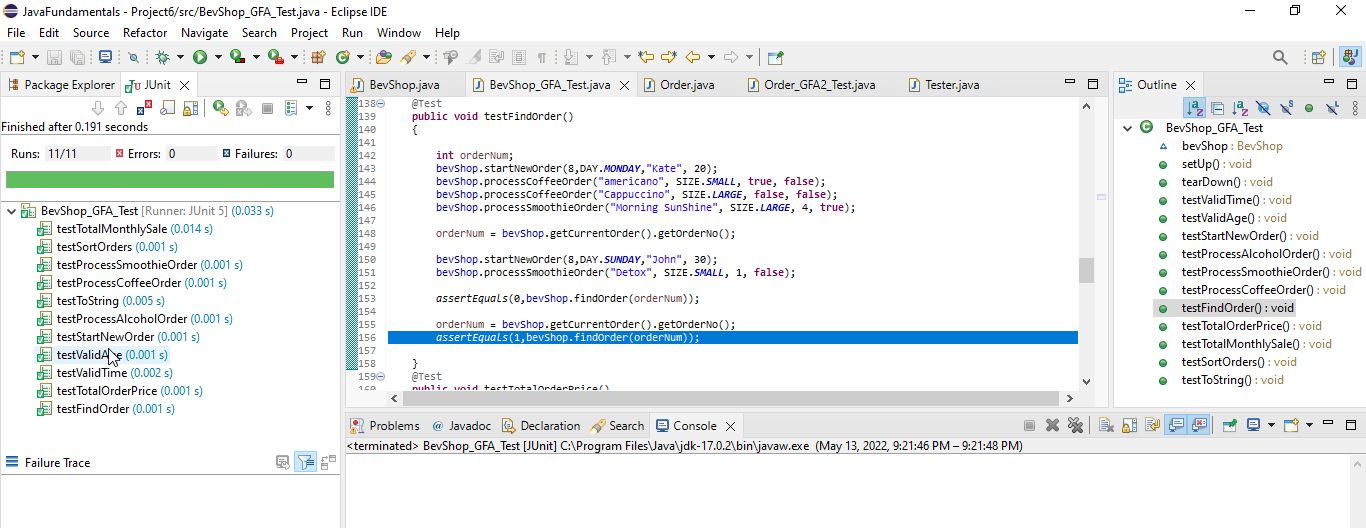 JavaFundamentals - Project6/src/BevShop_GFA_Test.java - Eclipse IDE
File Edit Source Refactor Navigate Search Project Run Window Help
Package Explorer JUnit
Finished after 0.191 seconds
Runs: 11/11 Errors: 0 Failures: 0
BevShop_GFA_Test [Runner: JUnit 5] (0.033 s)
testTotalMonthlySale (0.014 s)
testSortOrders (0.001 s)
testProcessSmoothieOrder (0.001 s)
testProcessCoffeeOrder (0.001 s)
testToString (0.005 s)
testProcessAlcoholOrder (0.001 s)
testStartNewOrder (0.001 s)
testValidAge (0.001 s)
testValidTime (0.002 s)
testTotalOrderPrice (0.001 s)
testFindOrder (0.001 s)
Failure Trace
BevShop.java BevShop_GFA_Test.java Order.java Order_GFA2_Test.java Tester.java
138 @Test
139 public void testFindOrder()
140 {
141
142 int orderNum;
143 bevShop.startNewOrder(8,DAY.MONDAY,"Kate", 20);
144 bevShop.processCoffeeOrder("americano", SIZE.SMALL, true, false);
145 bevShop.processCoffeeOrder("Cappuccino", SIZE.LARGE, false, false);
146 bevShop.processSmoothieOrder("Morning SunShine", SIZE.LARGE, 4, true);
147
148 orderNum = bevShop.getCurrentOrder().getOrderNo();
149
150 bevShop.startNewOrder(8,DAY.SUNDAY,"John", 30);
151 bevShop.processSmoothieOrder("Detox", SIZE.SMALL, 1, false);
152
153 assertEquals(0,bevShop.findOrder(orderNum));
154
155 orderNum = bevShop.getCurrentOrder().getOrderNo();
156 assertEquals(1,bevShop.findOrder(orderNum));
157
158 }
159 @Test
160 public void testTotalOrderPrice()
Outline
BevShop_GFA_Test
bevShop : BevShop
setUp() : void
tearDown() : void
testValidTime() : void
testValidAge() : void
testStartNewOrder() : void
testProcessAlcoholOrder() : void
testProcessSmoothieOrder() : void
testProcessCoffeeOrder() : void
testFindOrder() : void
testTotalOrderPrice() : void
testTotalMonthlySale() : void
testSortOrders() : void
testToString() : void
Problems @ Javadoc Declaration Search Console
<terminated> BevShop_GFA_Test [JUnit] C:\Program Files\Java\jdk-17.0.2\bin\javaw.exe (May 13, 2022, 9:21:46 PM – 9:21:48 PM)